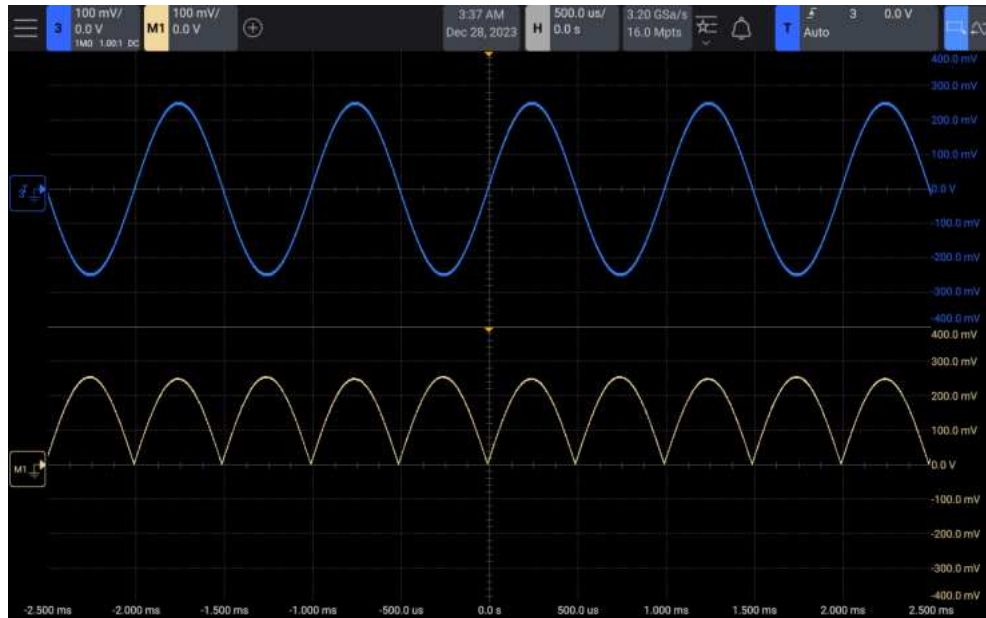 3
100 mV/
0.0 V
1MΩ 1.00:1 DC
M1
100 mV/
0.0 V
3:37 AM
Dec 28, 2023
H
500.0 us/
0.0 s
3.20 GSa/s
16.0 Mpts
T
Auto
3
0.0 V
400.0 mV
300.0 mV
200.0 mV
100.0 mV
0.0 V
-100.0 mV
-200.0 mV
-300.0 mV
-400.0 mV
400.0 mV
300.0 mV
200.0 mV
100.0 mV
M1
0.0 V
-100.0 mV
-200.0 mV
-300.0 mV
-400.0 mV
-2.500 ms -2.000 ms -1.500 ms -1.000 ms -500.0 us 0.0 s 500.0 us 1.000 ms 1.500 ms 2.000 ms 2.500 ms